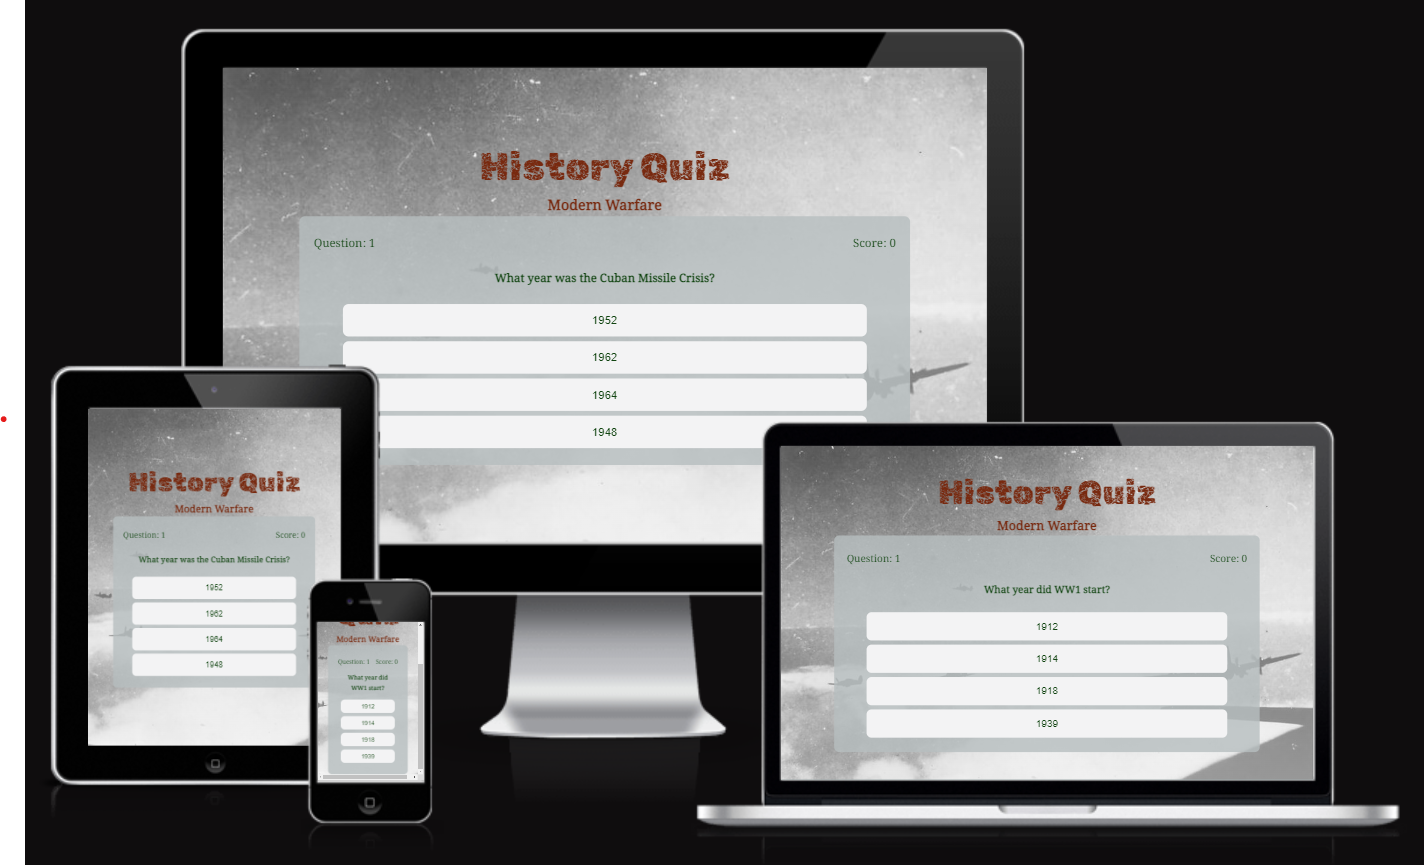 History Quiz
Modern Warfare
Question: 1 Score: 0
What year was the Cuban Missile Crisis?
1952
1962
1964
1948
History Quiz
Modern Warfare
Question: 1 Score: 0
What year was the Cuban Missile Crisis?
1952
1962
1964
1948
Quiz
Modern Warfare
Question: 1 Score: 0
What year did
WW1 start?
1912
1914
1918
1939
History Quiz
Modern Warfare
Question: 1 Score: 0
What year did WW1 start?
1912
1914
1918
1939